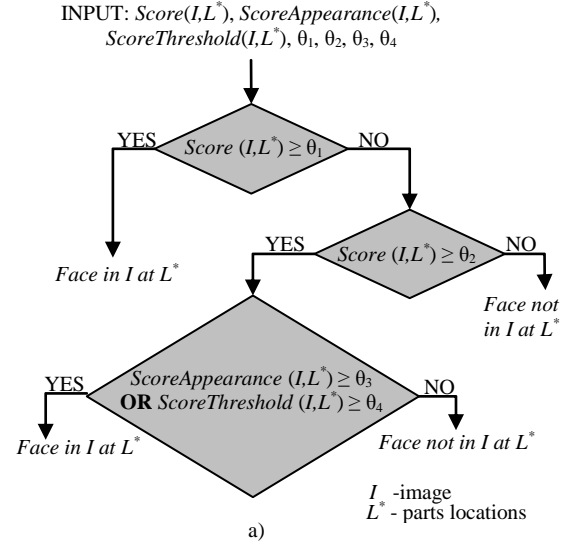 INPUT: Score(I,L*), ScoreAppearance(I,L*),
ScoreThreshold(I,L*), θ₁, θ₂, θ₃, θ₄
YES
Score (I,L*) ≥ θ₁
NO
Face in I at L*
YES
Score (I,L*) ≥ θ₂
NO
Face not
in I at L*
YES
ScoreAppearance (I,L*) ≥ θ₃
OR ScoreThreshold (I,L*) ≥ θ₄
NO
Face in I at L*
Face not in I at L*
I -image
L* - parts locations
a)